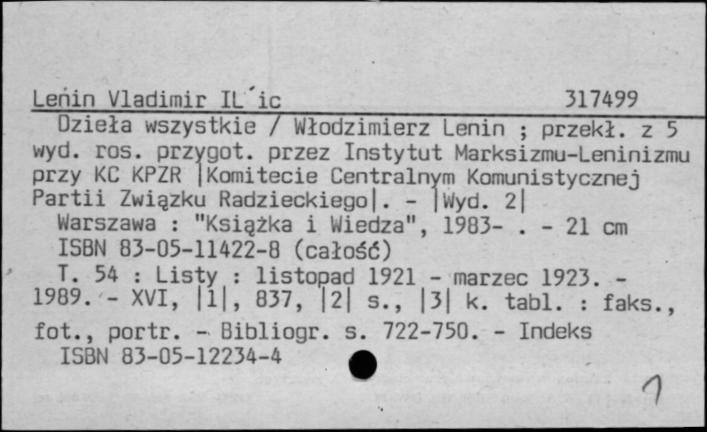 Lenin Vladimir IL´ic 317499
Dzieła wszystkie / Włodzimierz Lenin ; przekł. z 5
wyd. ros. przygot. przez Instytut Marksizmu-Leninizmu
przy KC KPZR |Komitecie Centralnym Komunistycznej
Partii Związku Radzieckiego|. - |Wyd. 2|
Warszawa : "Książka i Wiedza", 1983- . - 21 cm
ISBN 83-05-11422-8 (całość)
T. 54 : Listy : listopad 1921 - marzec 1923. -
1989. - XVI, |1|, 837, |2| s., |3| k. tabl. : faks.,
fot., portr. - Bibliogr. s. 722-750. - Indeks
ISBN 83-05-12234-4